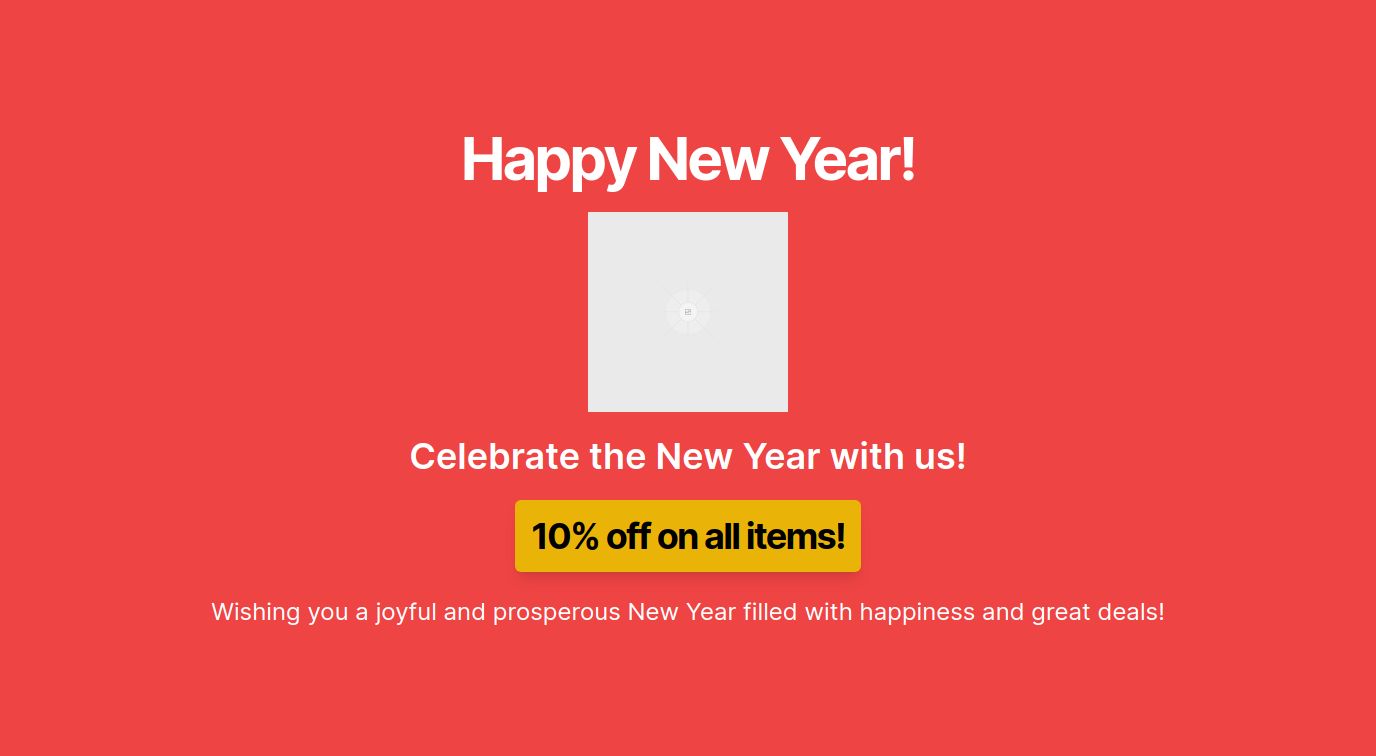 Happy New Year!
Celebrate the New Year with us!
10% off on all items!
Wishing you a joyful and prosperous New Year filled with happiness and great deals!